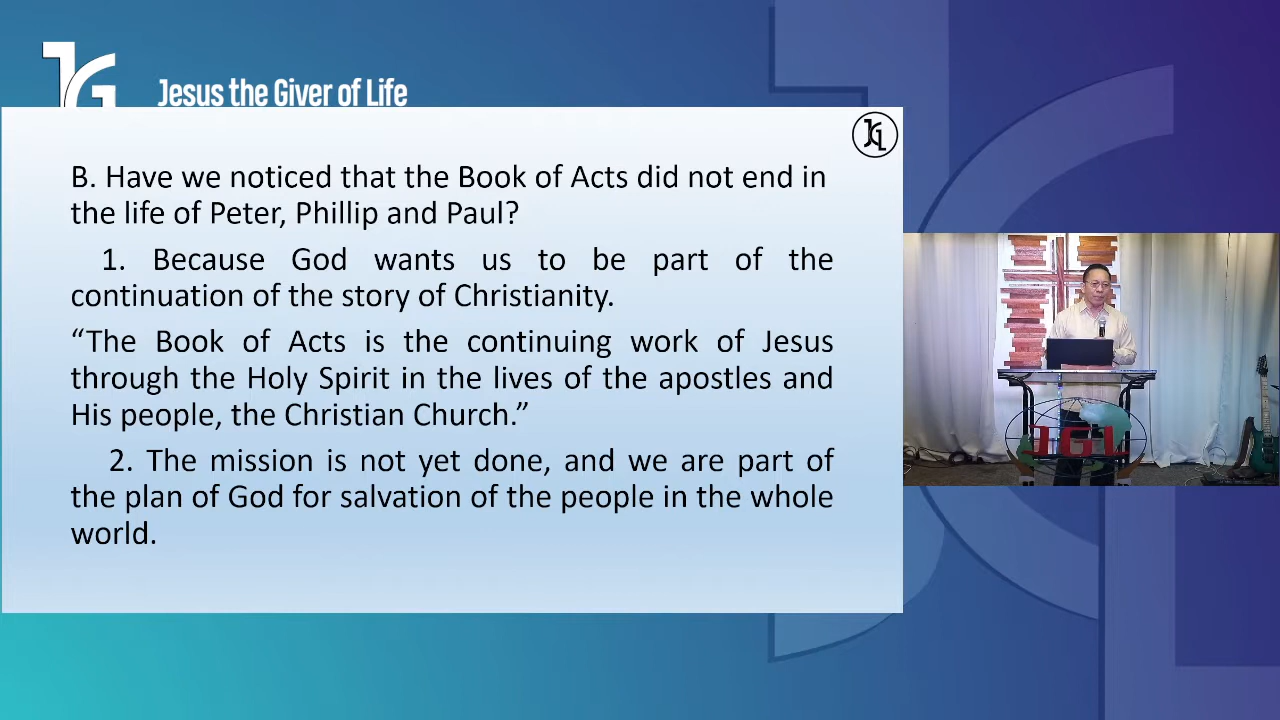 Jesus the Giver of Life
B. Have we noticed that the Book of Acts did not end in
the life of Peter, Phillip and Paul?
1. Because God wants us to be part of the
continuation of the story of Christianity.
“The Book of Acts is the continuing work of Jesus
through the Holy Spirit in the lives of the apostles and
His people, the Christian Church.”
2. The mission is not yet done, and we are part of
the plan of God for salvation of the people in the whole
world.
JGL